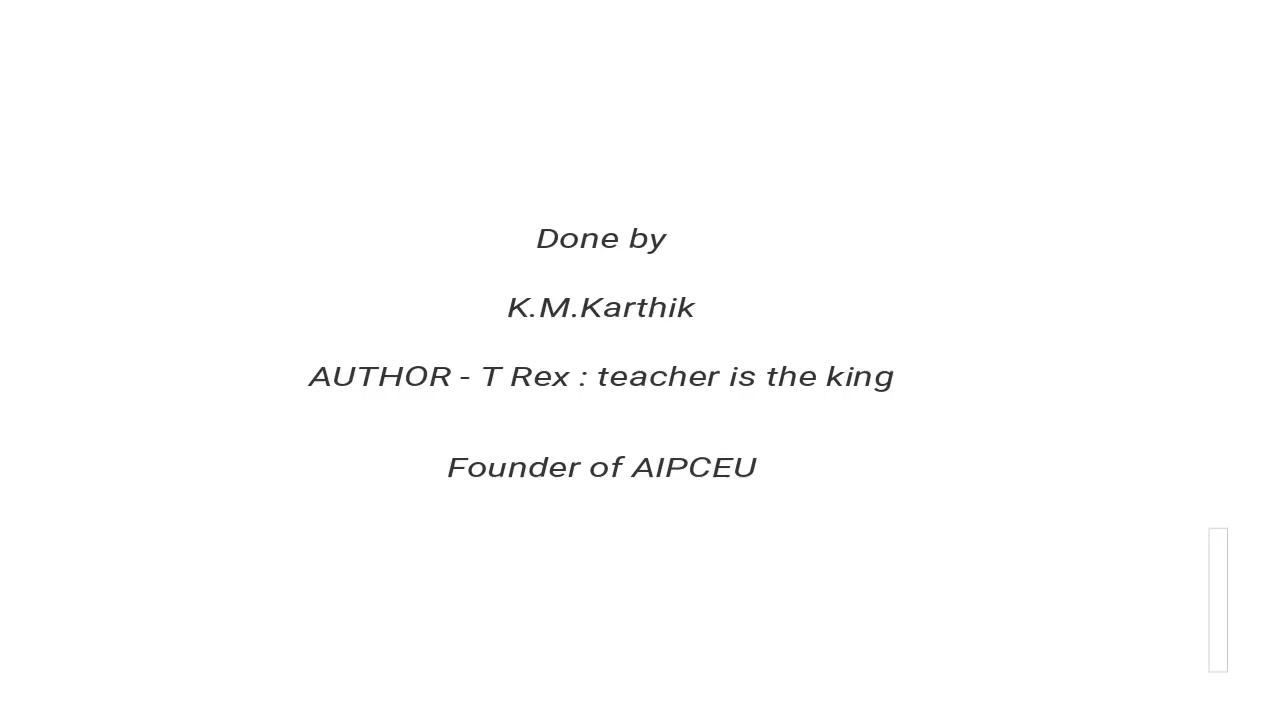 Done by
K.M.Karthik
AUTHOR - T Rex : teacher is the king
Founder of AIPCEU